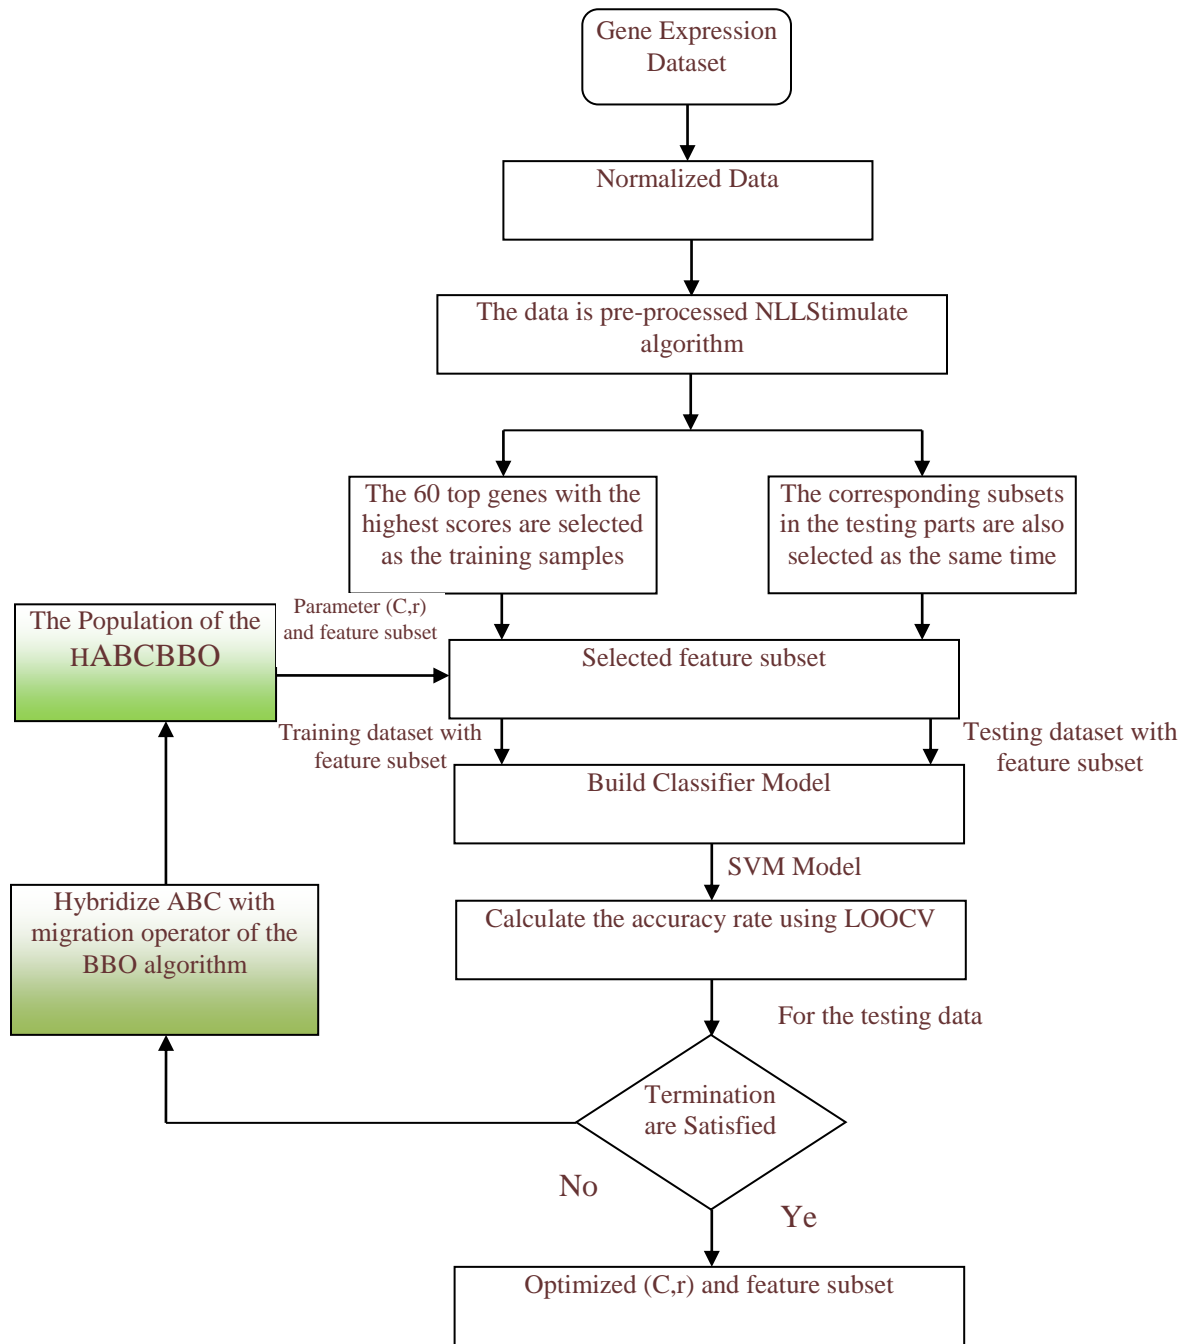 Gene Expression
Dataset
Normalized Data
The data is pre-processed NLLStimulate
algorithm
The 60 top genes with the
highest scores are selected
as the training samples
The corresponding subsets
in the testing parts are also
selected as the same time
The Population of the
HABCBBO
Parameter (C,r)
and feature subset
Selected feature subset
Training dataset with
feature subset
Testing dataset with
feature subset
Build Classifier Model
SVM Model
Hybridize ABC with
migration operator of the
BBO algorithm
Calculate the accuracy rate using LOOCV
For the testing data
Termination
are Satisfied
No
Ye
Optimized (C,r) and feature subset